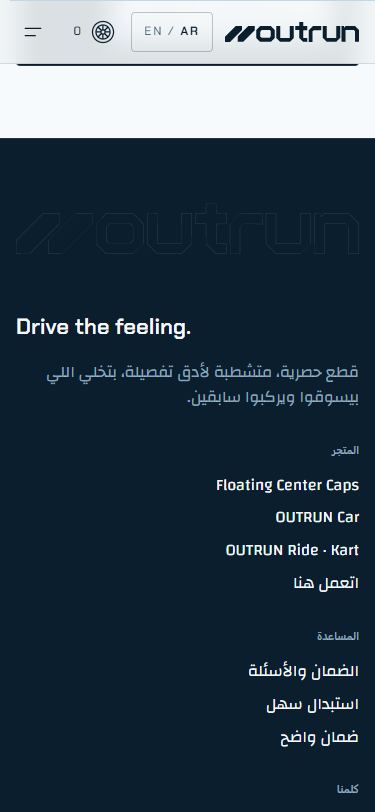 outrun
EN / AR
0
outrun
Drive the feeling.
قطع حصرية، متشطبة لأدق تفصيلة، بتخلي اللي
بيسوقوا ويركبوا سابقين.
المتجر
Floating Center Caps
OUTRUN Car
OUTRUN Ride · Kart
اتعمل هنا
المساعدة
الضمان والأسئلة
استبدال سهل
ضمان واضح
كلمنا